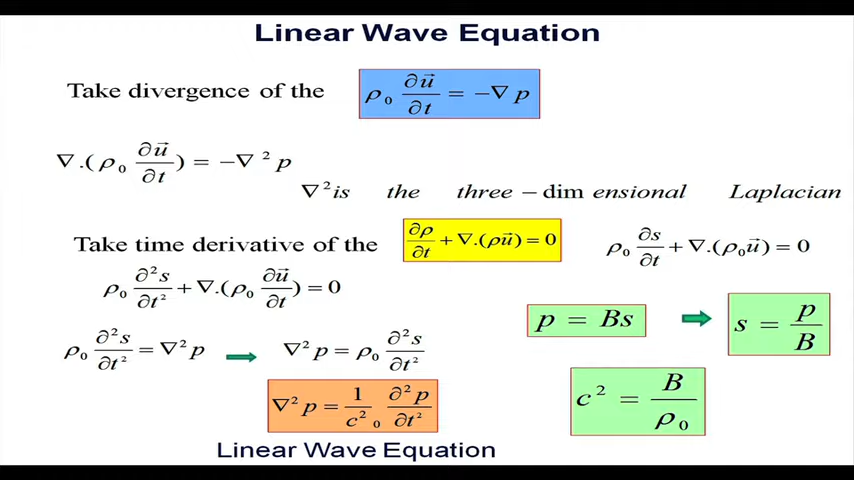 Linear Wave Equation
Take divergence of the ρ₀ ∂u⃗/∂t = −∇ p
∇.(ρ₀ ∂u⃗/∂t) = −∇² p
∇² is the three − dim ensional Laplacian
Take time derivative of the ∂ρ/∂t + ∇.(ρu⃗) = 0
ρ₀ ∂s/∂t + ∇.(ρ₀u⃗) = 0
ρ₀ ∂²s/∂t² + ∇.(ρ₀ ∂u⃗/∂t) = 0
p = Bs → s = p/B
ρ₀ ∂²s/∂t² = ∇² p → ∇² p = ρ₀ ∂²s/∂t²
∇² p = 1/c²₀ ∂²p/∂t²
c² = B/ρ₀
Linear Wave Equation